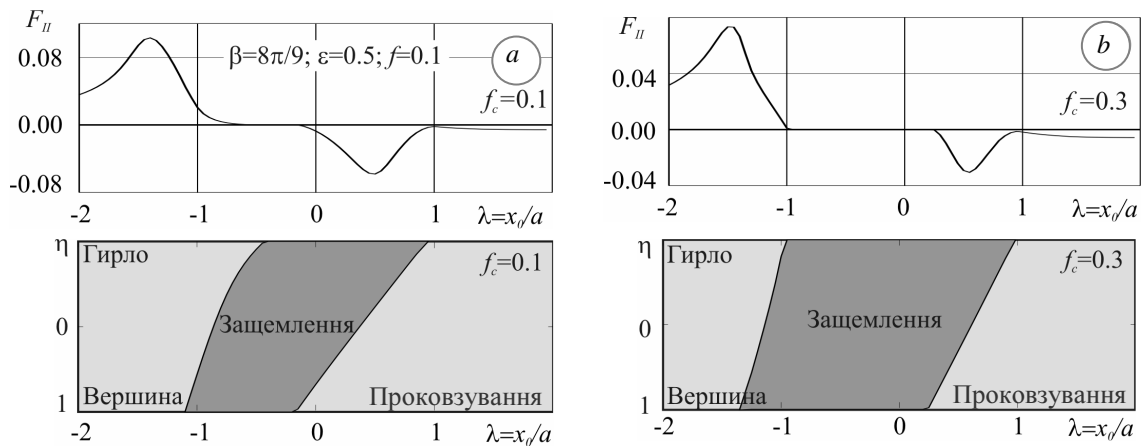 F_II
0.08
0.00
-0.08
β=8π/9; ε=0.5; f=0.1
a
f_c=0.1
-2 -1 0 1 λ=x_0/a
η
0
1
Гирло
f_c=0.1
Защемлення
Вершина
Проковзування
-2 -1 0 1 λ=x_0/a
F_II
0.04
0.00
-0.04
b
f_c=0.3
-2 -1 0 1 λ=x_0/a
η
0
1
Гирло
f_c=0.3
Защемлення
Вершина
Проковзування
-2 -1 0 1 λ=x_0/a